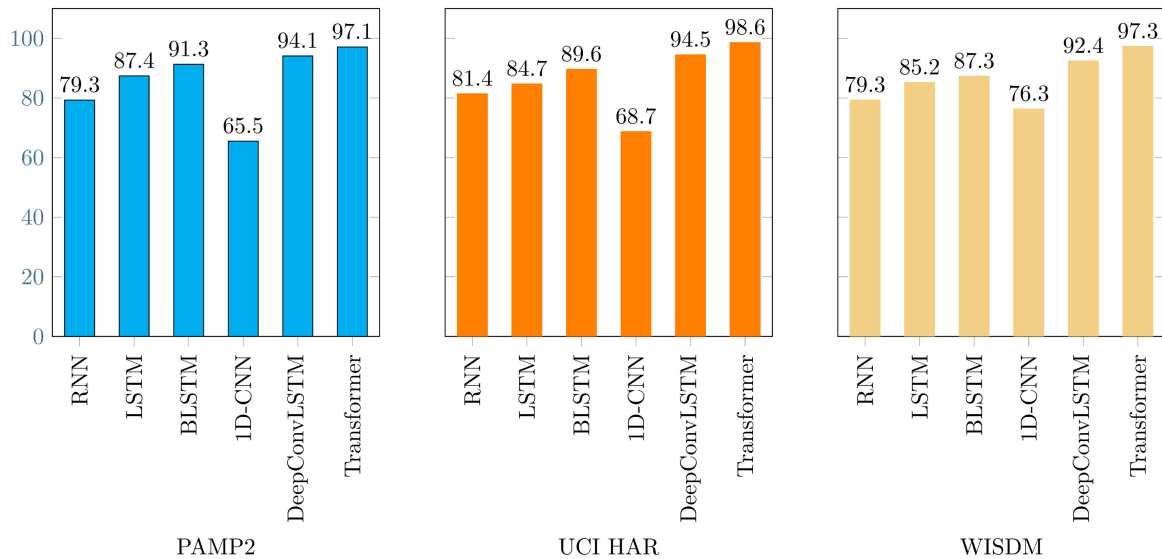 100
80
60
40
20
0
79.3
87.4
91.3
65.5
94.1
97.1
RNN
LSTM
BLSTM
1D-CNN
DeepConvLSTM
Transformer
PAMP2
81.4
84.7
89.6
68.7
94.5
98.6
RNN
LSTM
BLSTM
1D-CNN
DeepConvLSTM
Transformer
UCI HAR
79.3
85.2
87.3
76.3
92.4
97.3
RNN
LSTM
BLSTM
1D-CNN
DeepConvLSTM
Transformer
WISDM